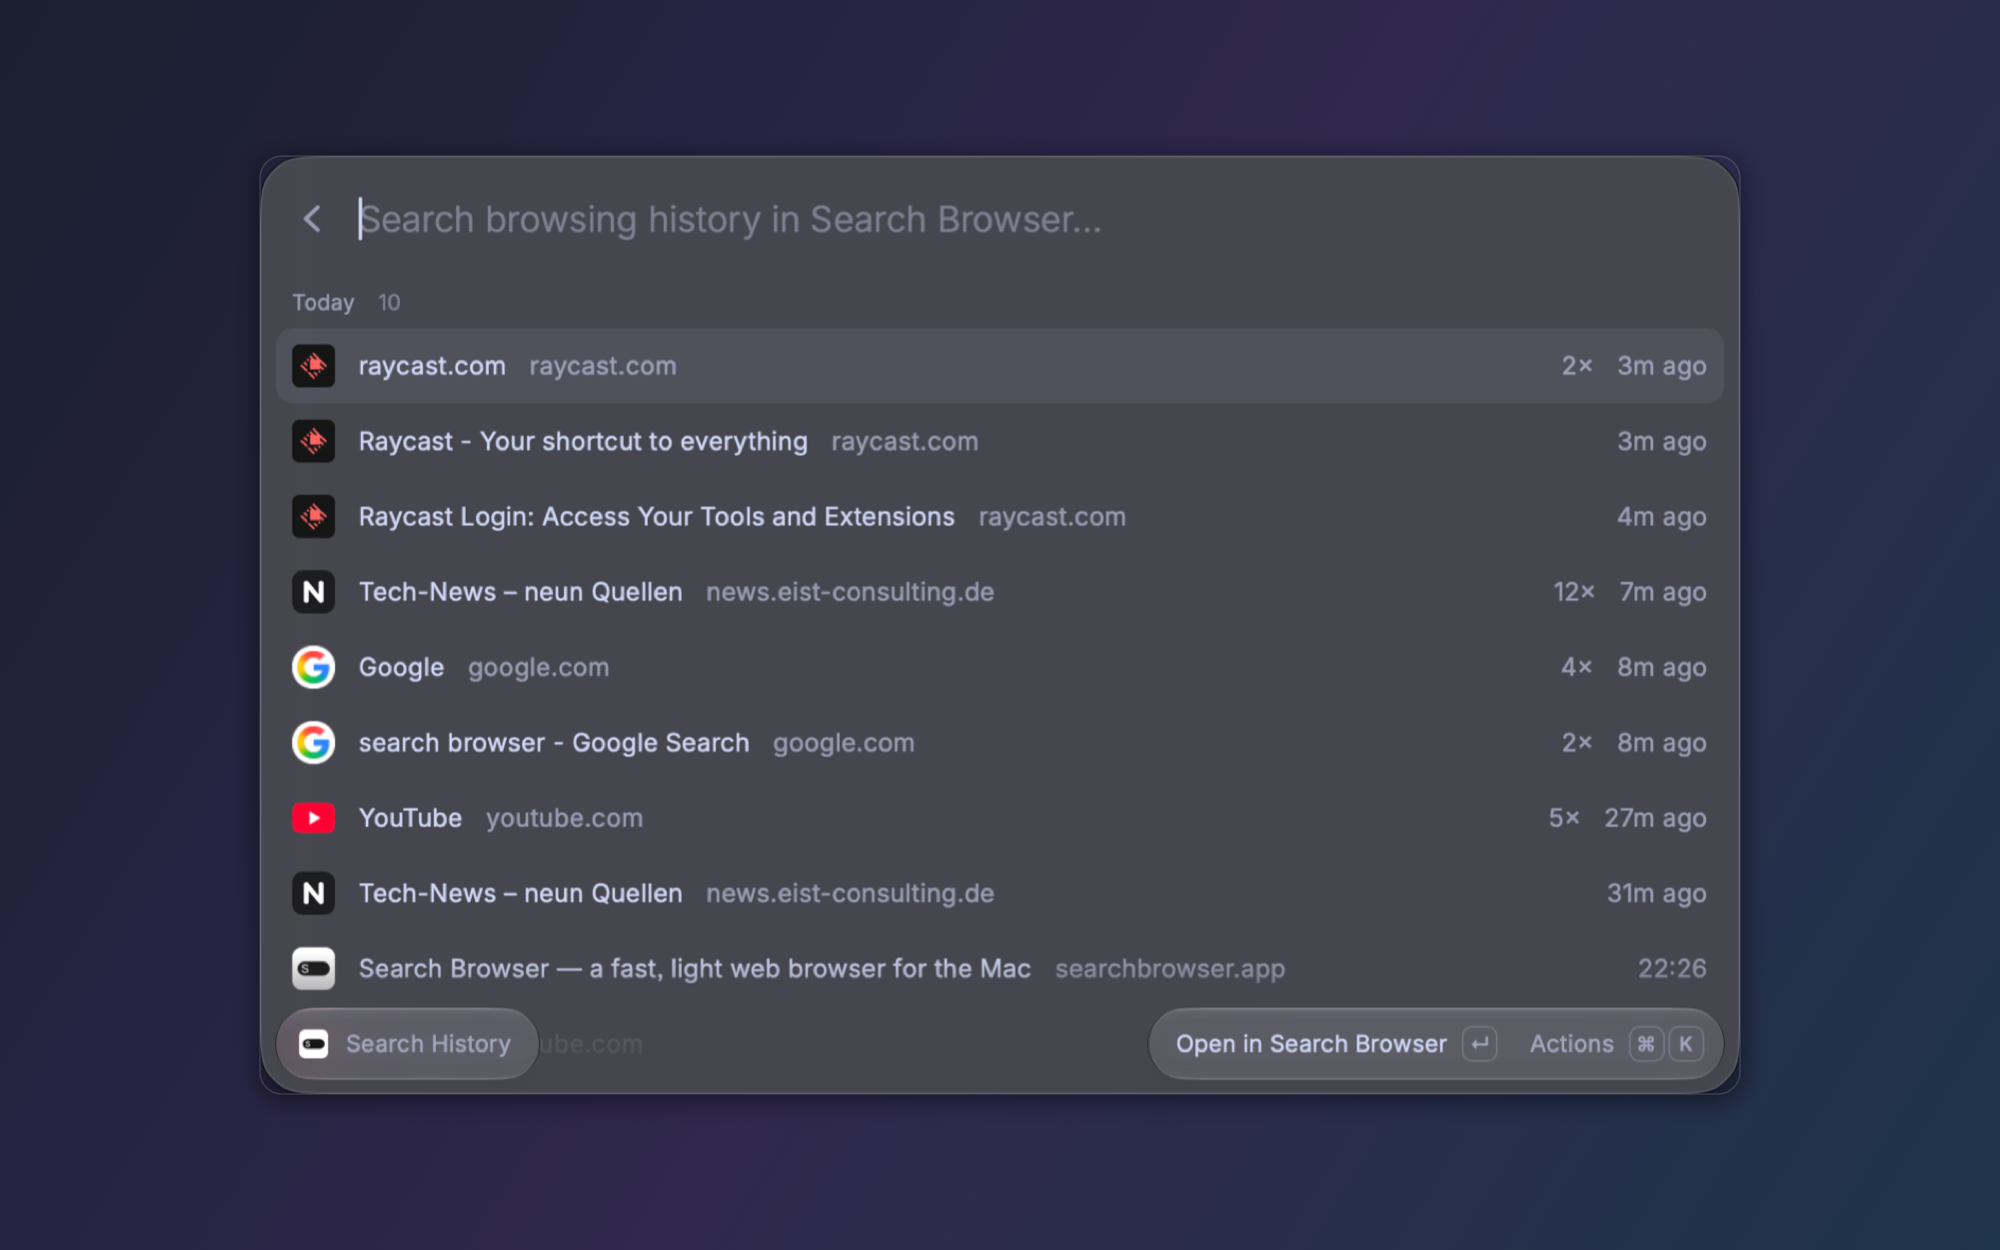 Search browsing history in Search Browser...
Today 10
raycast.com raycast.com 2× 3m ago
Raycast - Your shortcut to everything raycast.com 3m ago
Raycast Login: Access Your Tools and Extensions raycast.com 4m ago
N Tech-News – neun Quellen news.eist-consulting.de 12× 7m ago
G Google google.com 4× 8m ago
G search browser - Google Search google.com 2× 8m ago
YouTube youtube.com 5× 27m ago
N Tech-News – neun Quellen news.eist-consulting.de 31m ago
S Search Browser — a fast, light web browser for the Mac searchbrowser.app 22:26
S Search History ube.com Open in Search Browser ↵ Actions ⌘ K